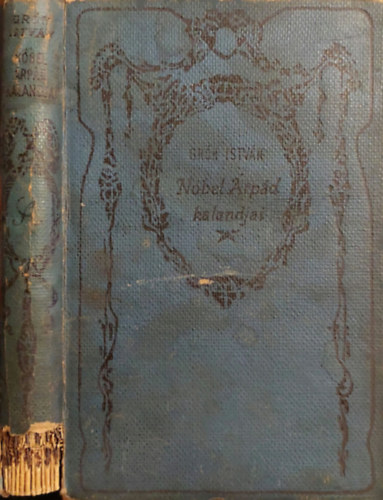 GRÓH
ISTVÁN
NÓBEL
ÁRPÁD
KALANDJAI
GRÓH ISTVÁN
Nóbel Árpád
kalandjai